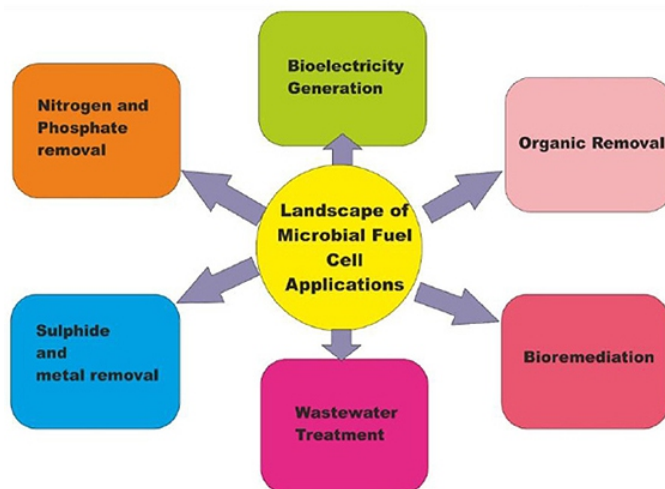 Bioelectricity
Generation
Nitrogen and
Phosphate
removal
Organic Removal
Landscape of
Microbial Fuel
Cell
Applications
Sulphide
and
metal removal
Bioremediation
Wastewater
Treatment